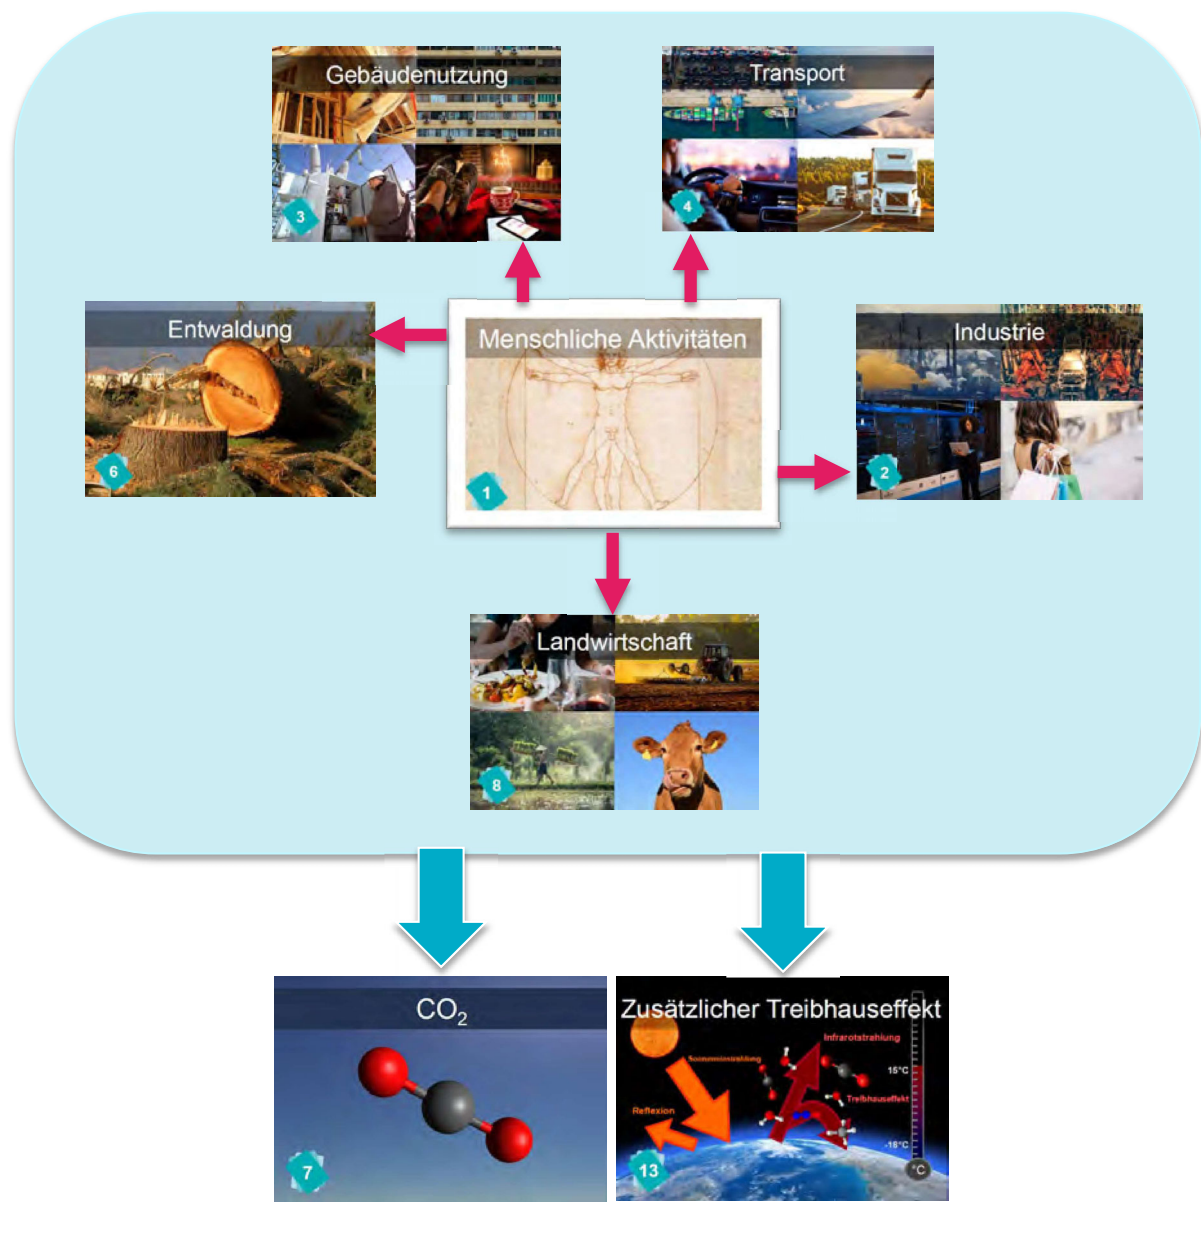 Gebäudenutzung
3
Transport
4
Entwaldung
6
Menschliche Aktivitäten
1
Industrie
2
Landwirtschaft
8
CO₂
7
Zusätzlicher Treibhauseffekt
Infrarotstrahlung
Sonneneinstrahlung
15°C
Treibhauseffekt
Reflexion
-18°C
13
°C